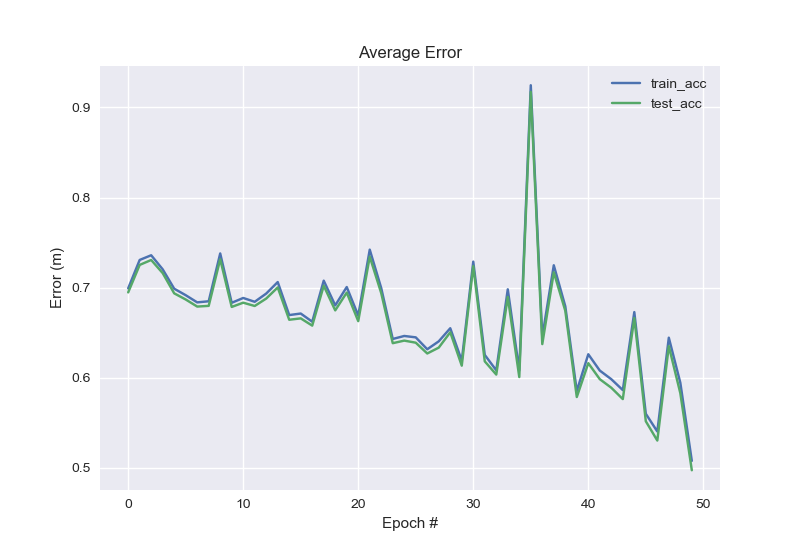 Average Error
train_acc
test_acc
Error (m)
0.9
0.8
0.7
0.6
0.5
0 10 20 30 40 50
Epoch #